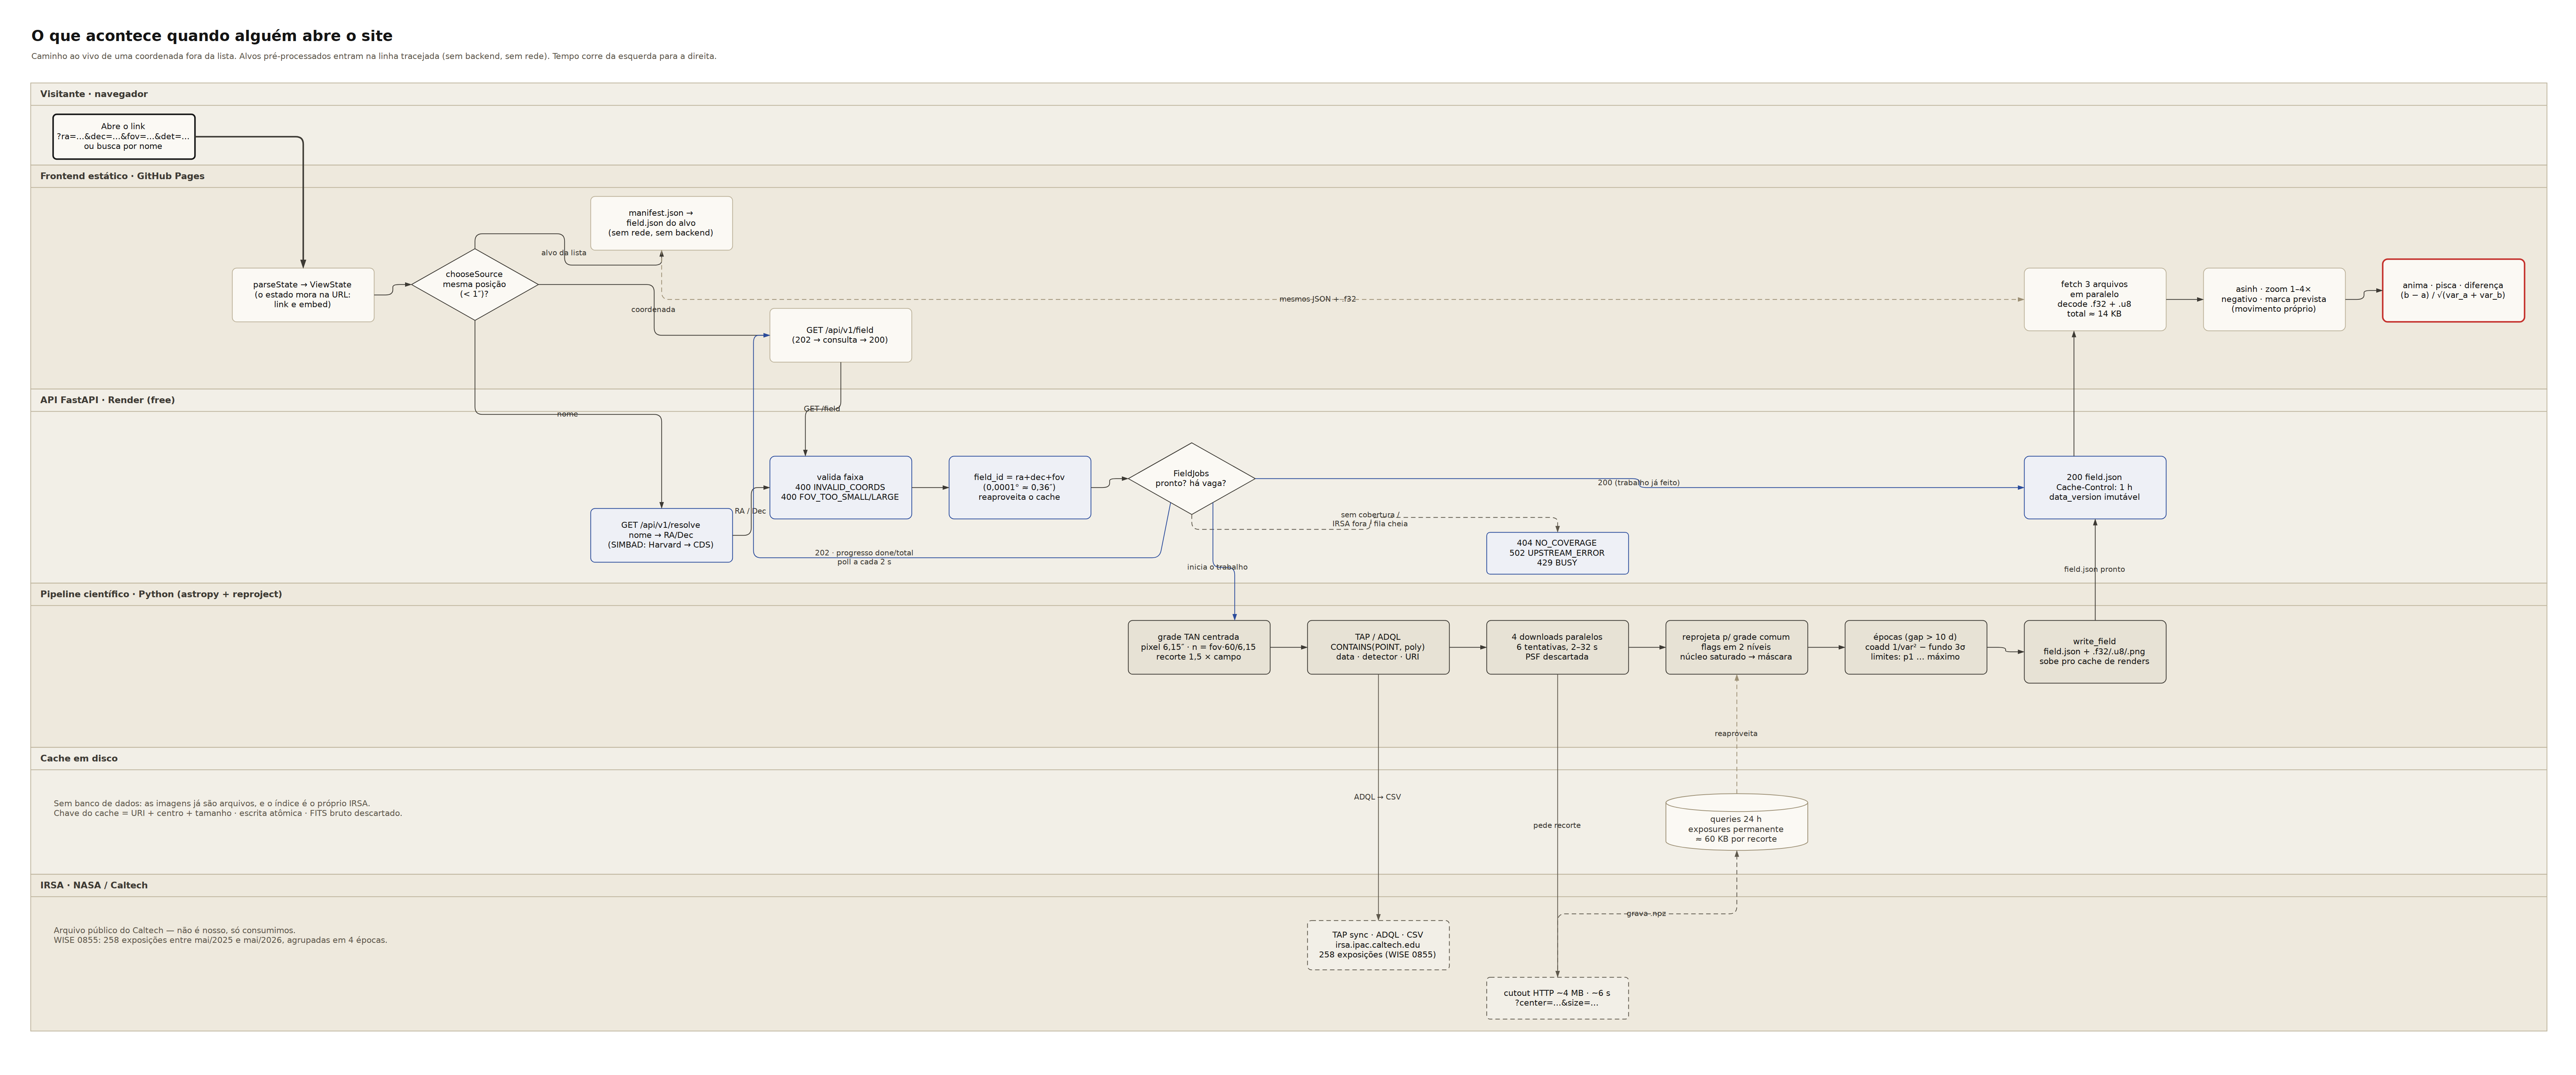 O que acontece quando alguém abre o site
Caminho ao vivo de uma coordenada fora da lista. Alvos pré-processados entram na linha tracejada (sem backend, sem rede). Tempo corre da esquerda para a direita.
Visitante · navegador
Abre o link
?ra=…&dec=…&fov=…&det=…
ou busca por nome
Frontend estático · GitHub Pages
manifest.json →
field.json do alvo
(sem rede, sem backend)
alvo da lista
parseState → ViewState
(o estado mora na URL:
link e embed)
chooseSource
mesma posição
(< 1″)?
coordenada
mesmos JSON + .f32
GET /api/v1/field
(202 → consulta → 200)
fetch 3 arquivos
em paralelo
decode .f32 + .u8
total ≈ 14 KB
asinh · zoom 1–4×
negativo · marca prevista
(movimento próprio)
anima · pisca · diferença
(b − a) / √(var_a + var_b)
API FastAPI · Render (free)
nome
GET /field
valida faixa
400 INVALID_COORDS
400 FOV_TOO_SMALL/LARGE
field_id = ra+dec+fov
(0,0001° = 0,36″)
reaproveita o cache
FieldJobs
pronto? há vaga?
200 (trabalho já feito)
200 field.json
Cache-Control: 1 h
data_version imutável
RA / Dec
GET /api/v1/resolve
nome → RA/Dec
(SIMBAD: Harvard → CDS)
sem cobertura /
IRSA fora / fila cheia
404 NO_COVERAGE
502 UPSTREAM_ERROR
429 BUSY
202 · progresso done/total
poll a cada 2 s
inicia o trabalho
field.json pronto
Pipeline científico · Python (astropy + reproject)
grade TAN centrada
pixel 6,15″ · n = fov·60/6,15
recorte 1,5 × campo
TAP / ADQL
CONTAINS(POINT, poly)
data · detector · URI
4 downloads paralelos
6 tentativas, 2–32 s
PSF descartada
reprojeta p/ grade comum
flags em 2 níveis
núcleo saturado → máscara
épocas (gap > 10 d)
coadd 1/var² − fundo 3σ
limites: p1 … máximo
write_field
field.json + .f32/.u8/.png
sobe pro cache de renders
reaproveita
Cache em disco
Sem banco de dados: as imagens já são arquivos, e o índice é o próprio IRSA.
Chave do cache = URI + centro + tamanho · escrita atômica · FITS bruto descartado.
ADQL → CSV
pede recorte
queries 24 h
exposures permanente
≈ 60 KB por recorte
IRSA · NASA / Caltech
Arquivo público do Caltech — não é nosso, só consumimos.
WISE 0855: 258 exposições entre mai/2025 e mai/2026, agrupadas em 4 épocas.
grava .npz
TAP sync · ADQL · CSV
irsa.ipac.caltech.edu
258 exposições (WISE 0855)
cutout HTTP ~4 MB · ~6 s
?center=…&size=…